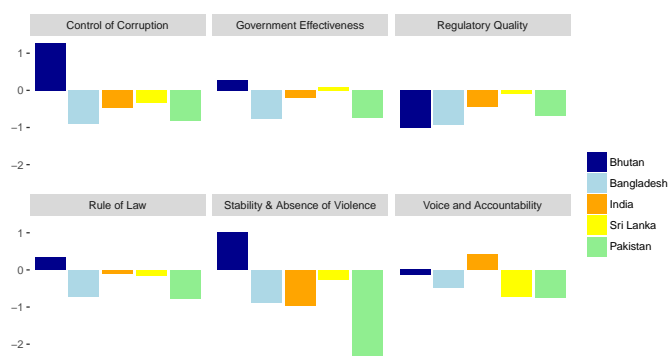 Control of Corruption
Government Effectiveness
Regulatory Quality
1
0
−1
−2
Rule of Law
Stability & Absence of Violence
Voice and Accountability
1
0
−1
−2
Bhutan
Bangladesh
India
Sri Lanka
Pakistan